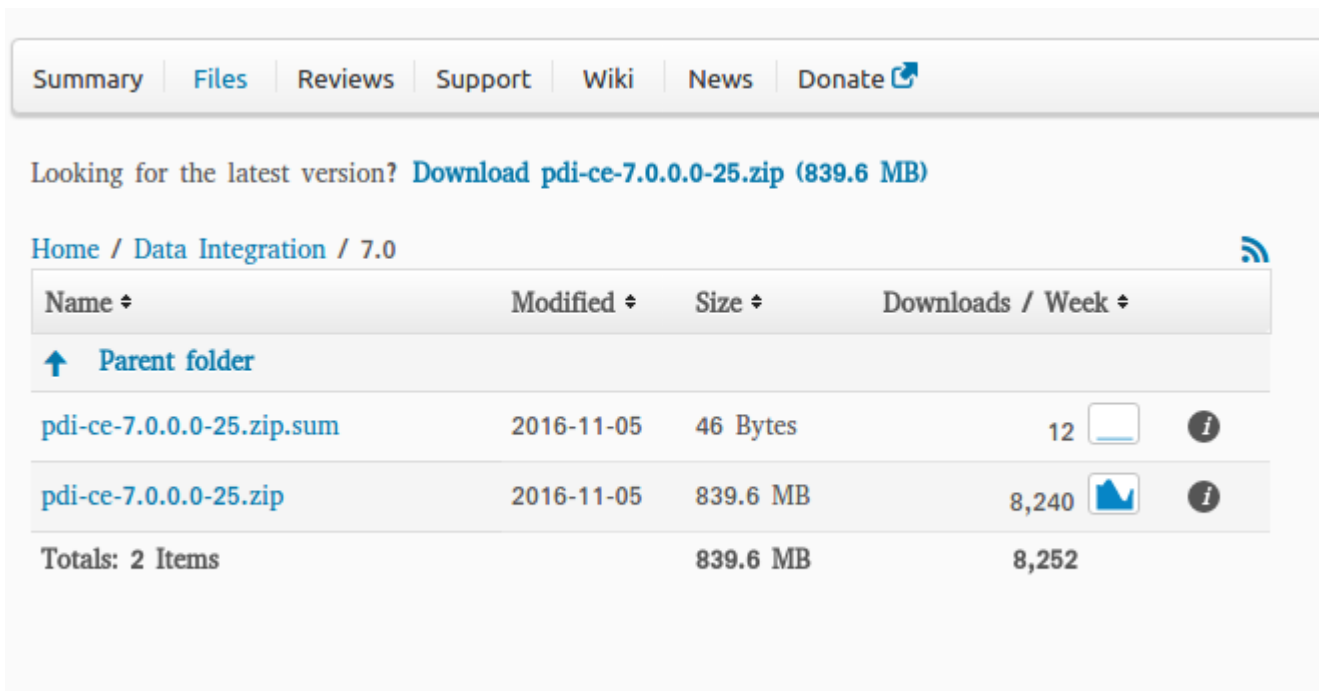 Summary Files Reviews Support Wiki News Donate
Looking for the latest version? Download pdi-ce-7.0.0.0-25.zip (839.6 MB)
Home / Data Integration / 7.0
Name Modified Size Downloads / Week
Parent folder
pdi-ce-7.0.0.0-25.zip.sum 2016-11-05 46 Bytes 12 i
pdi-ce-7.0.0.0-25.zip 2016-11-05 839.6 MB 8,240 i
Totals: 2 Items 839.6 MB 8,252